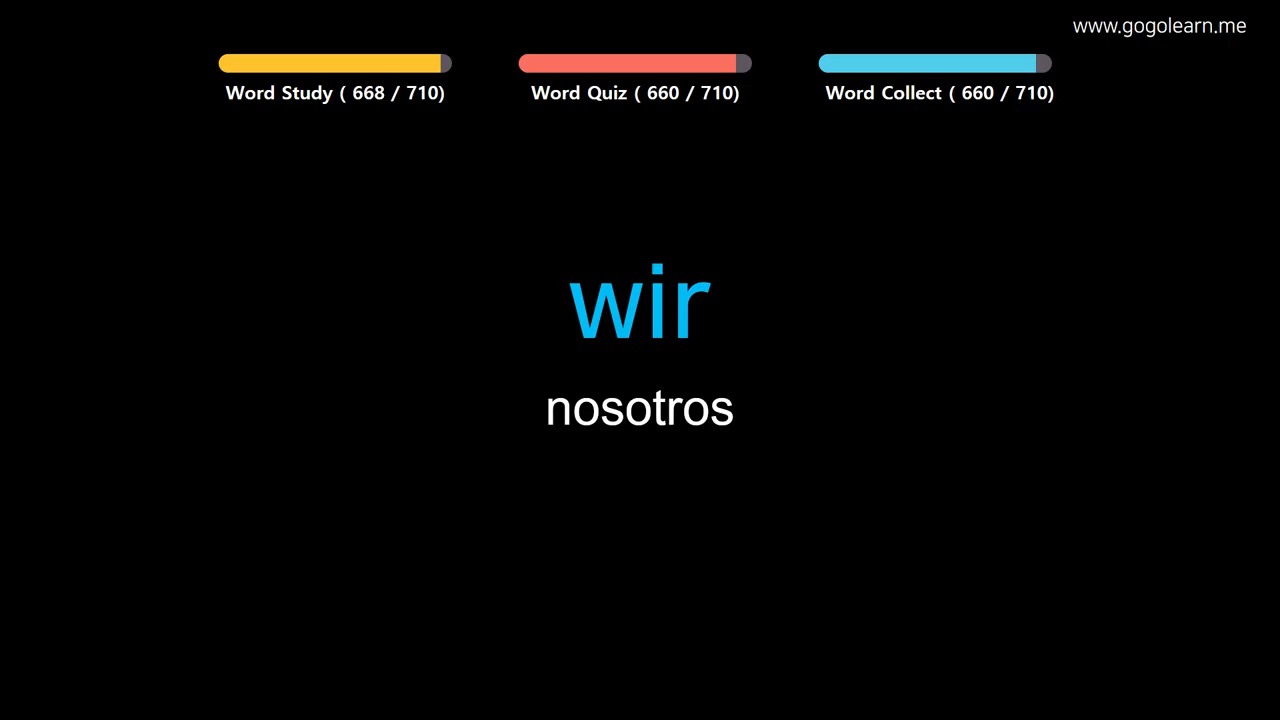 www.gogolearn.me
Word Study ( 668 / 710)
Word Quiz ( 660 / 710)
Word Collect ( 660 / 710)
wir
nosotros